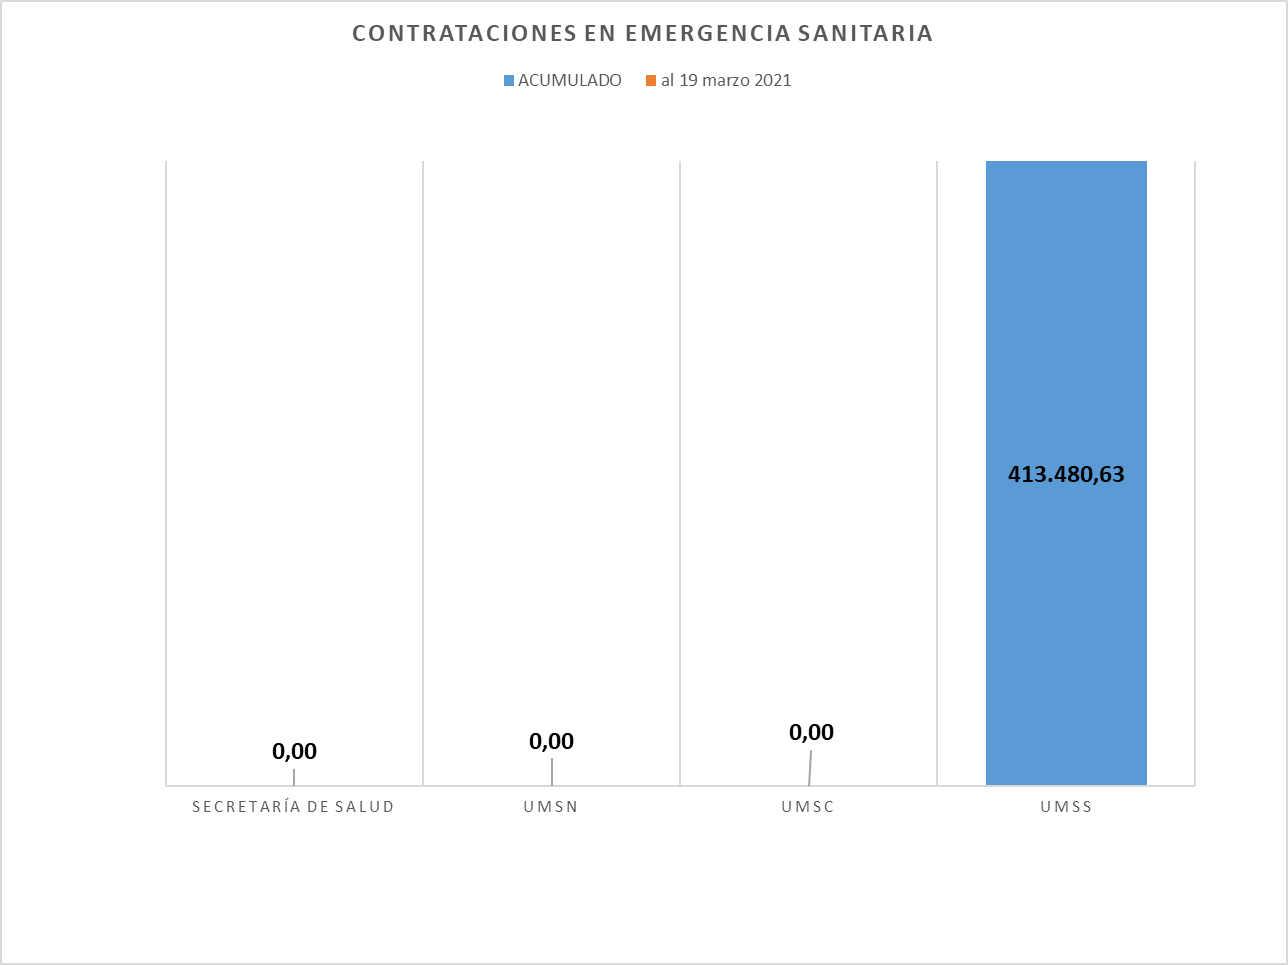 CONTRATACIONES EN EMERGENCIA SANITARIA
ACUMULADO al 19 marzo 2021
413.480,63
0,00 0,00 0,00
SECRETARÍA DE SALUD UMSN UMSC UMSS